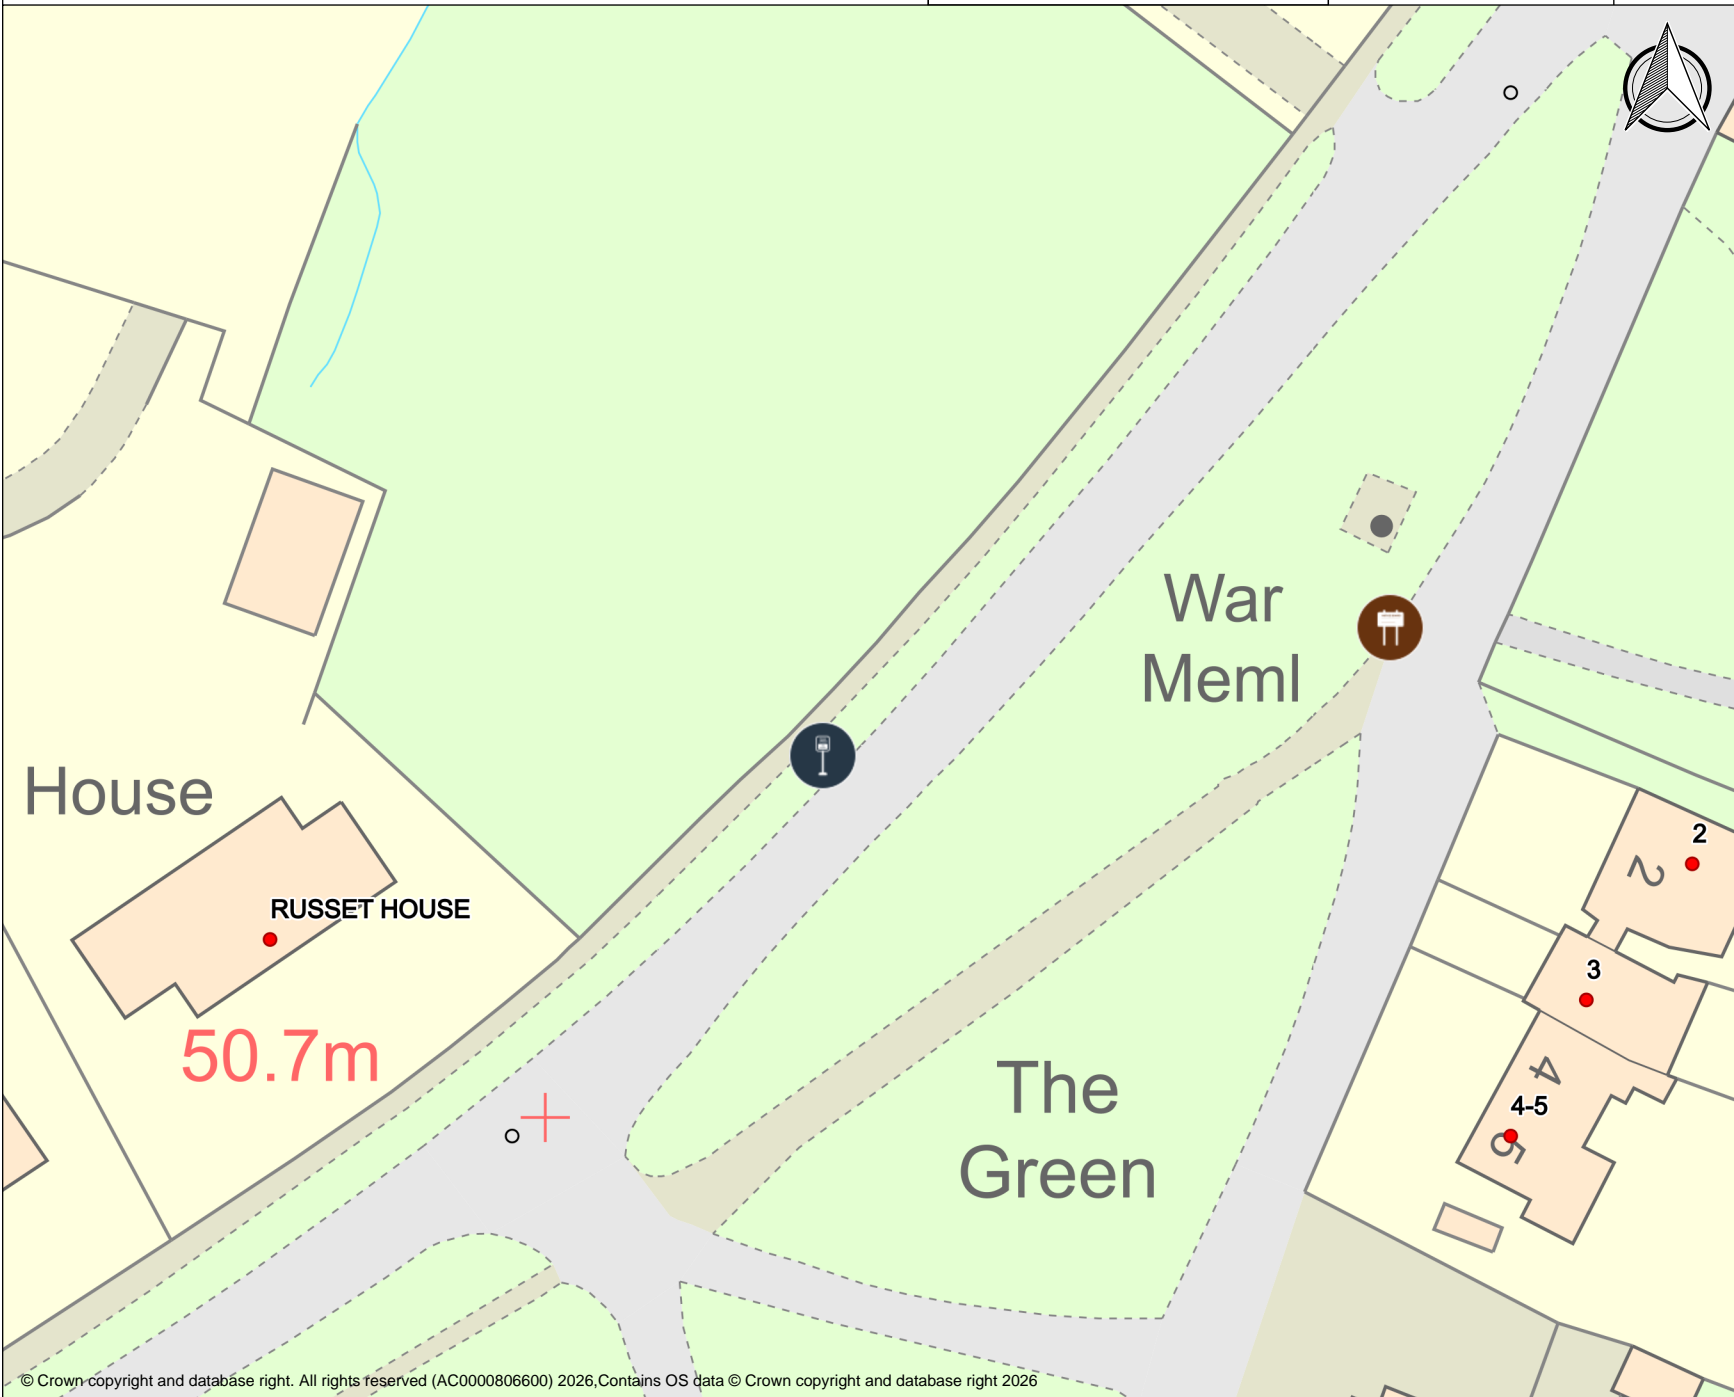 War
Meml
House
2
2
RUSSET HOUSE
3
50.7m
4
The
Green
4-5
5
© Crown copyright and database right. All rights reserved (AC0000806600) 2026,Contains OS data © Crown copyright and database right 2026